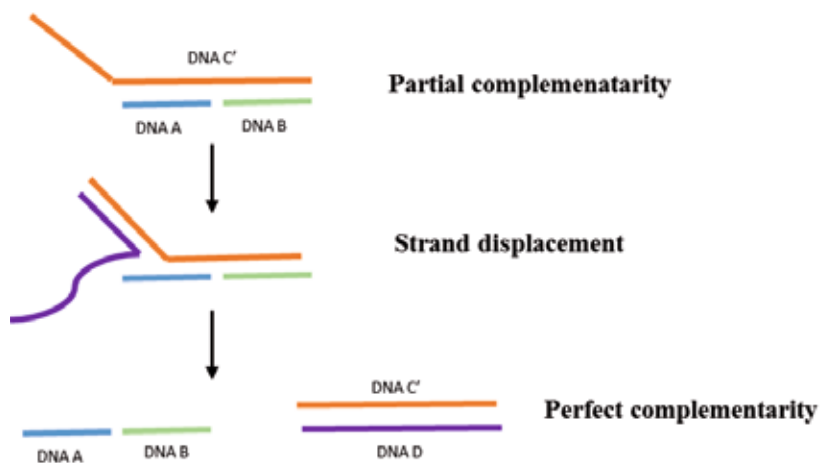 DNA C′
Partial complemenatarity
DNA A
DNA B
Strand displacement
DNA C′
Perfect complementarity
DNA A
DNA B
DNA D